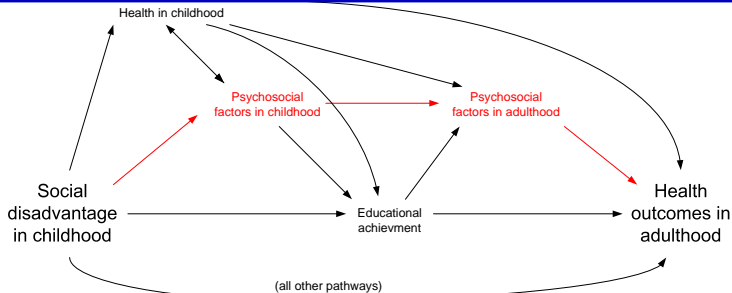 Health in childhood
Psychosocial
factors in childhood
Psychosocial
factors in adulthood
Social
disadvantage
in childhood
Educational
achievment
Health
outcomes in
adulthood
(all other pathways)